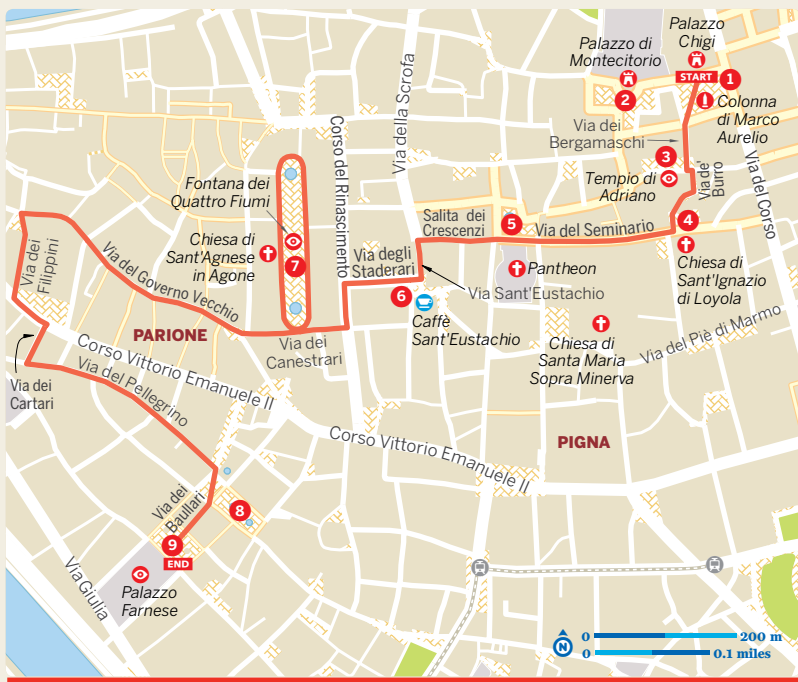 Palazzo
Chigi
Palazzo di
Montecitorio
START
1
2
Colonna
di Marco
Aurelio
Via della Scrofa
Via dei
Bergamaschi
3
Tempio di
Adriano
Via de'
Burro
Via del Corso
Corso del Rinascimento
Fontana dei
Quattro Fiumi
Salita dei
Crescenzi
5
Via del Seminario
4
Chiesa di
Sant'Agnese
in Agone
7
Via degli
Staderari
Pantheon
Chiesa di
Sant'Ignazio
di Loyola
Via dei
Filippini
Via del Governo Vecchio
6
Via Sant'Eustachio
Caffè
Sant'Eustachio
PARIONE
Via dei
Canestrari
Chiesa di
Santa Maria
Sopra Minerva
Via del Piè di Marmo
Corso Vittorio Emanuele II
Via dei
Cartari
Via del Pellegrino
Corso Vittorio Emanuele II
PIGNA
Via dei
Baullari
8
9
END
Via Giulia
Palazzo
Farnese
N
0 200 m
0 0.1 miles